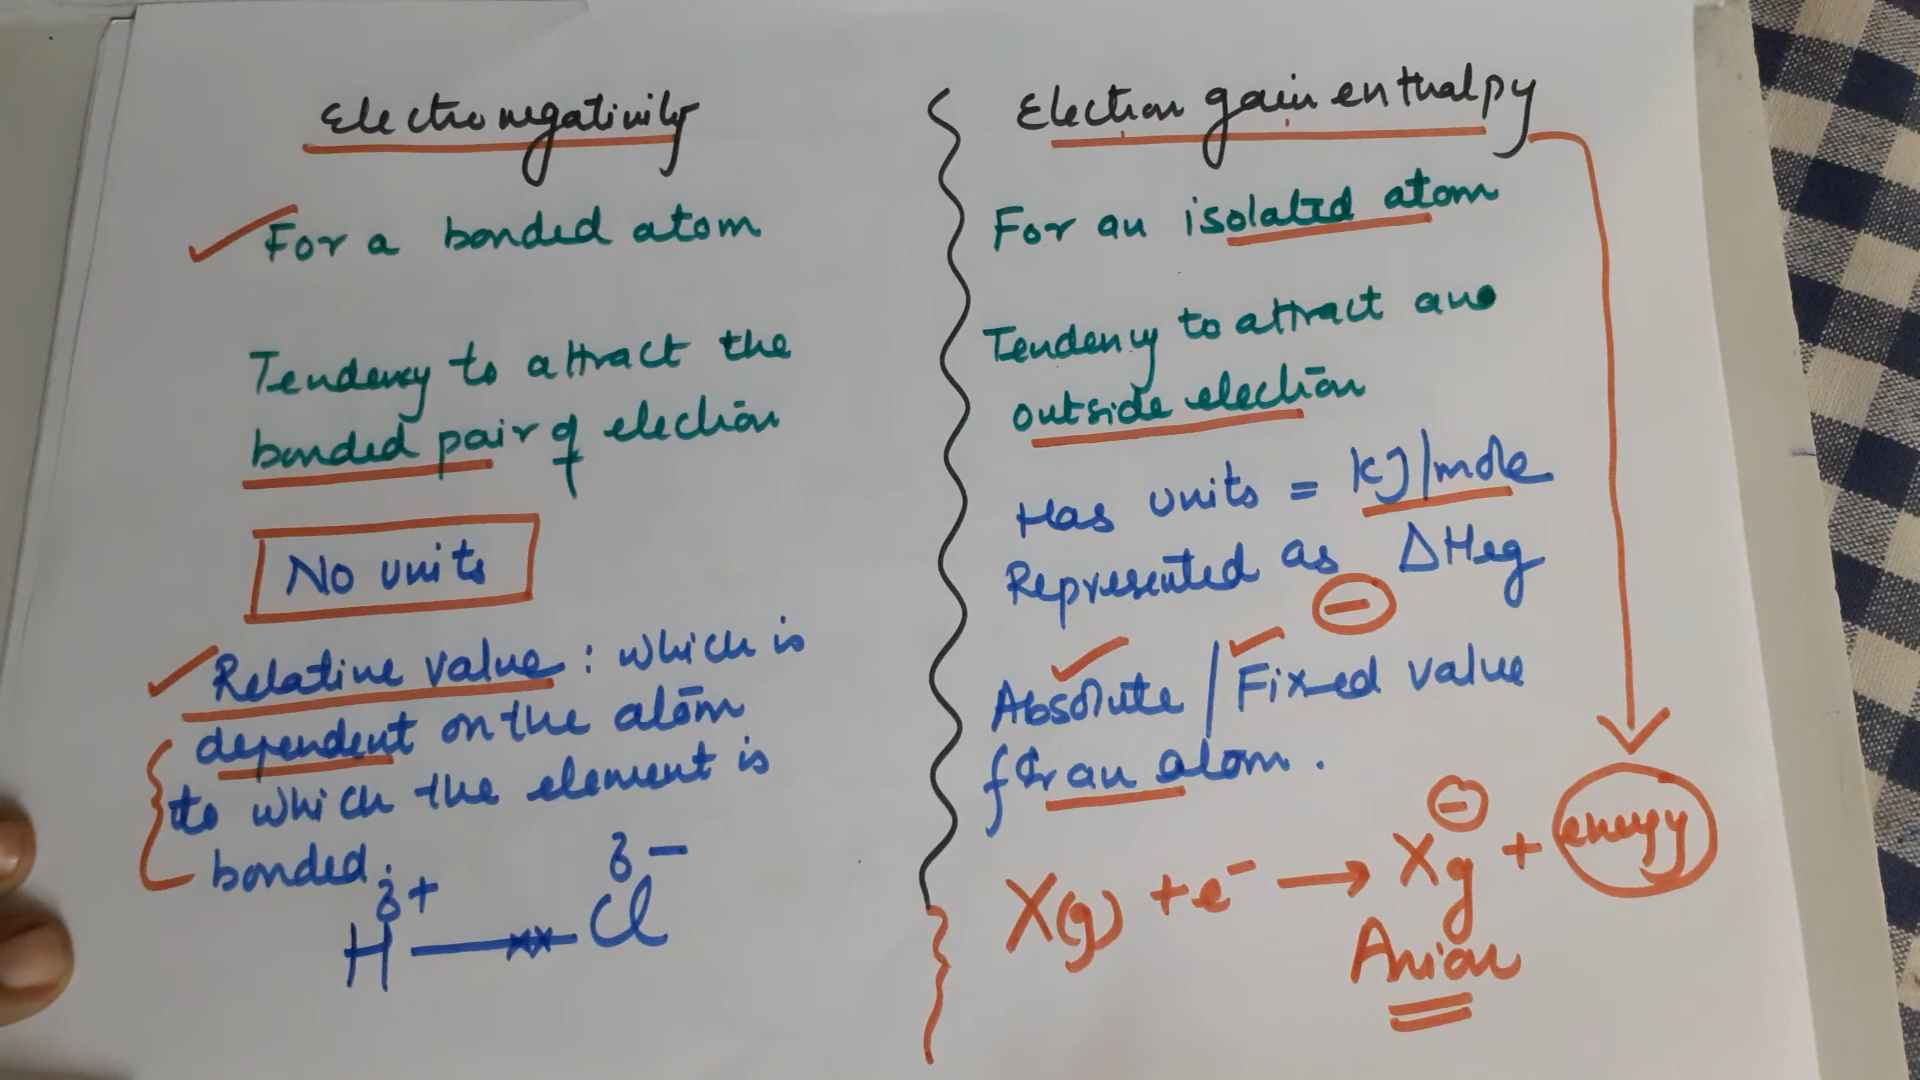 Electronegativity
For a bonded atom
Tendency to attract the
bonded pair of electron
No units
Relative value : which is
dependent on the atom
to which the element is
bonded.
δ+ δ-
H —xx— Cl
Electron gain enthalpy
For an isolated atom
Tendency to attract an
outside electron
Has units = kJ/mole
Represented as ΔHeg
⊖
Absolute / Fixed value
for an atom.
X(g) + e⁻ → Xg⊖ + energy
Anion